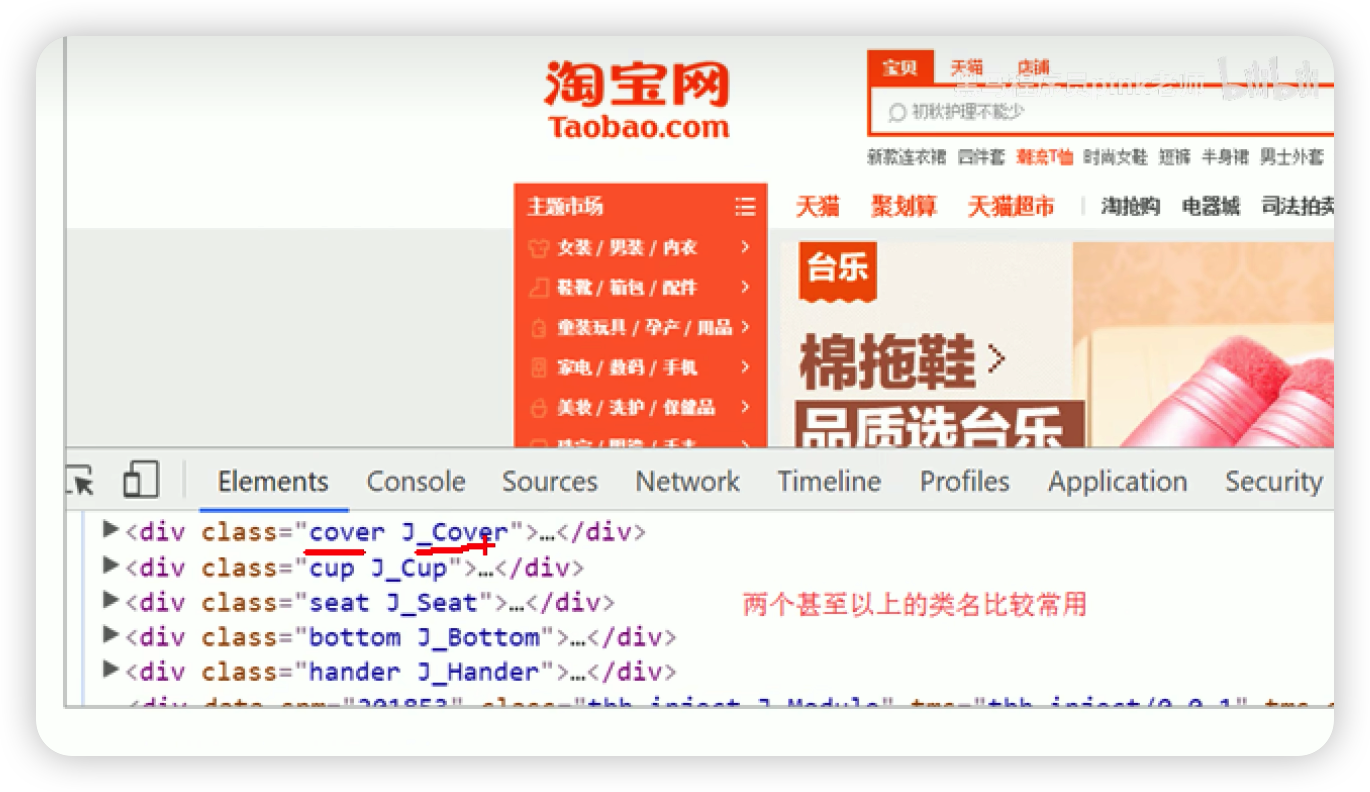 淘宝网
Taobao.com
宝贝 天猫 店铺
初秋护理不能少
新款连衣裙 四件套 潮流T恤 时尚女鞋 短裤 半身裙 男士外套
主题市场
天猫 聚划算 天猫超市 | 淘抢购 电器城 司法拍卖
女装 / 男装 / 内衣
鞋靴 / 箱包 / 配件
童装玩具 / 孕产 / 用品
家电 / 数码 / 手机
美妆 / 洗护 / 保健品
台乐
棉拖鞋
品质选台乐
Elements Console Sources Network Timeline Profiles Application Security
<div class="cover J_Cover">…</div>
<div class="cup J_Cup">…</div>
<div class="seat J_Seat">…</div>
两个甚至以上的类名比较常用
<div class="bottom J_Bottom">…</div>
<div class="hander J_Hander">…</div>